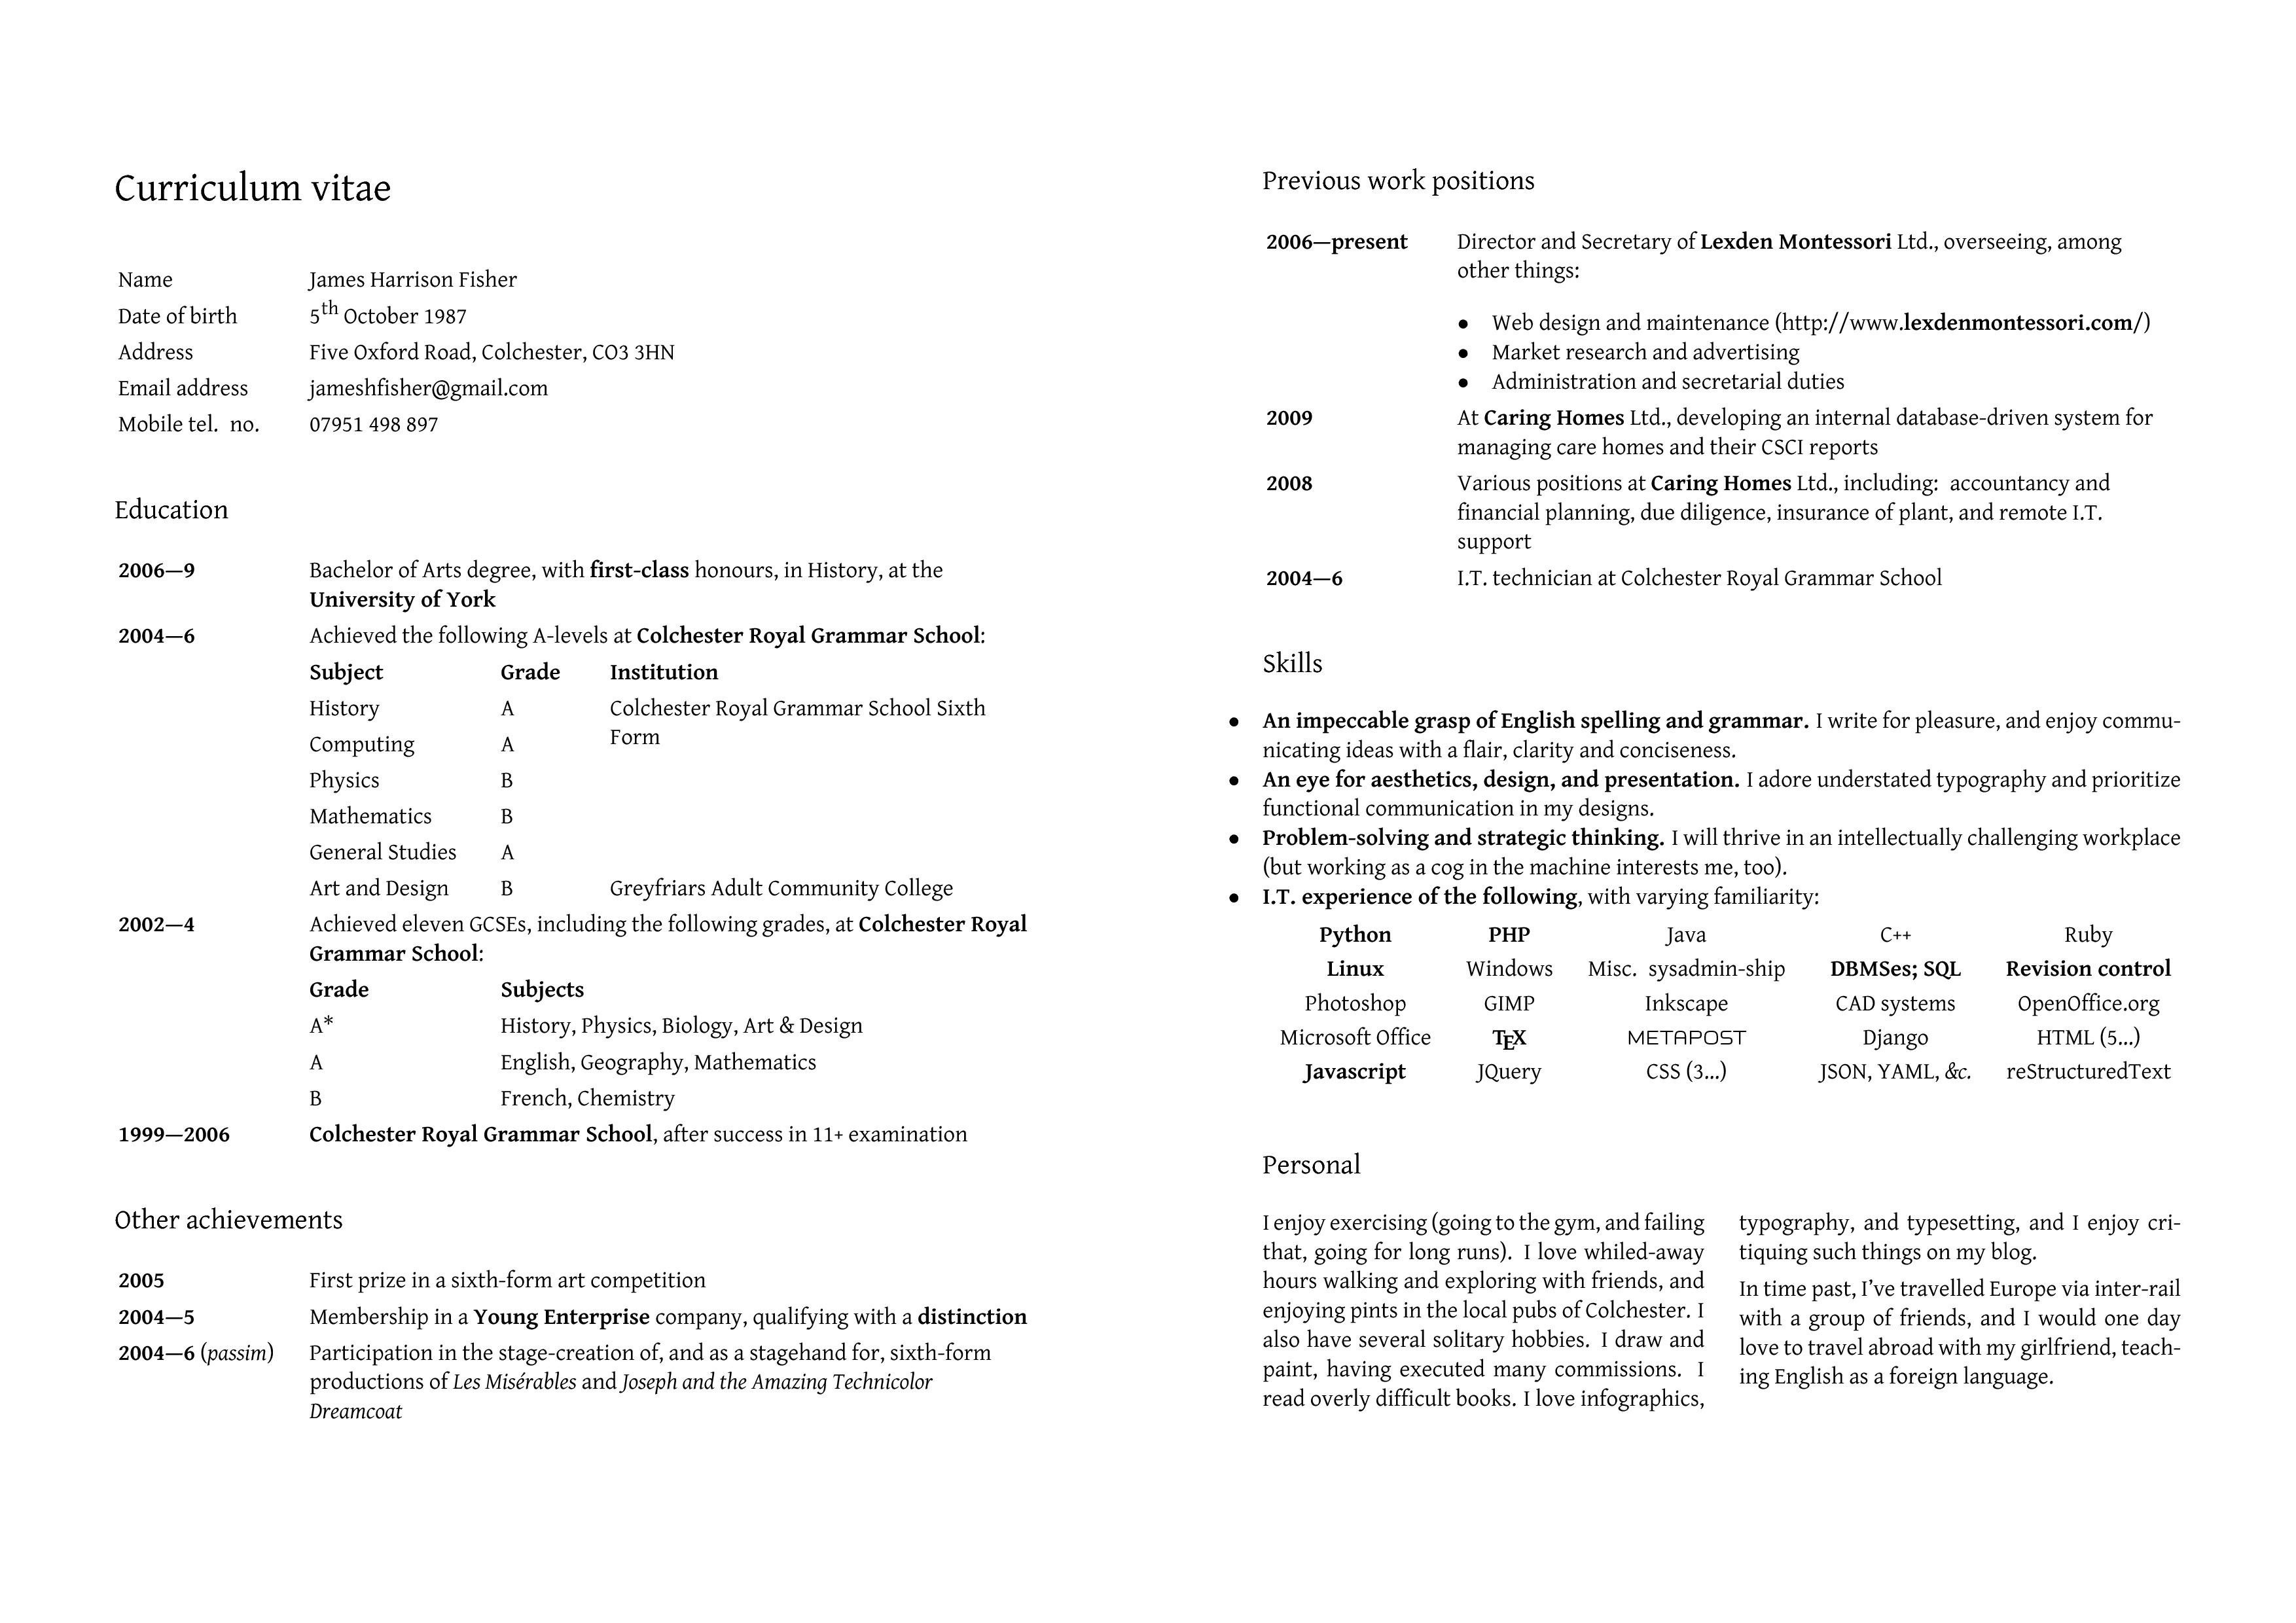 Curriculum vitae
Name James Harrison Fisher
Date of birth 5th October 1987
Address Five Oxford Road, Colchester, CO3 3HN
Email address jameshfisher@gmail.com
Mobile tel. no. 07951 498 897
Education
2006—9 Bachelor of Arts degree, with first-class honours, in History, at the
University of York
2004—6 Achieved the following A-levels at Colchester Royal Grammar School:
Subject Grade Institution
History A Colchester Royal Grammar School Sixth
Form
Computing A
Physics B
Mathematics B
General Studies A
Art and Design B Greyfriars Adult Community College
2002—4 Achieved eleven GCSEs, including the following grades, at Colchester Royal
Grammar School:
Grade Subjects
A* History, Physics, Biology, Art & Design
A English, Geography, Mathematics
B French, Chemistry
1999—2006 Colchester Royal Grammar School, after success in 11+ examination
Other achievements
2005 First prize in a sixth-form art competition
2004—5 Membership in a Young Enterprise company, qualifying with a distinction
2004—6 (passim) Participation in the stage-creation of, and as a stagehand for, sixth-form
productions of Les Misérables and Joseph and the Amazing Technicolor
Dreamcoat
Previous work positions
2006—present Director and Secretary of Lexden Montessori Ltd., overseeing, among
other things:
• Web design and maintenance (http://www.lexdenmontessori.com/)
• Market research and advertising
• Administration and secretarial duties
2009 At Caring Homes Ltd., developing an internal database-driven system for
managing care homes and their CSCI reports
2008 Various positions at Caring Homes Ltd., including: accountancy and
financial planning, due diligence, insurance of plant, and remote I.T.
support
2004—6 I.T. technician at Colchester Royal Grammar School
Skills
• An impeccable grasp of English spelling and grammar. I write for pleasure, and enjoy commu-
nicating ideas with a flair, clarity and conciseness.
• An eye for aesthetics, design, and presentation. I adore understated typography and prioritize
functional communication in my designs.
• Problem-solving and strategic thinking. I will thrive in an intellectually challenging workplace
(but working as a cog in the machine interests me, too).
• I.T. experience of the following, with varying familiarity:
Python PHP Java C++ Ruby
Linux Windows Misc. sysadmin-ship DBMSes; SQL Revision control
Photoshop GIMP Inkscape CAD systems OpenOffice.org
Microsoft Office TEX METAPOST Django HTML (5...)
Javascript JQuery CSS (3...) JSON, YAML, &c. reStructuredText
Personal
I enjoy exercising (going to the gym, and failing
that, going for long runs). I love whiled-away
hours walking and exploring with friends, and
enjoying pints in the local pubs of Colchester. I
also have several solitary hobbies. I draw and
paint, having executed many commissions. I
read overly difficult books. I love infographics,
typography, and typesetting, and I enjoy cri-
tiquing such things on my blog.
In time past, I've travelled Europe via inter-rail
with a group of friends, and I would one day
love to travel abroad with my girlfriend, teach-
ing English as a foreign language.